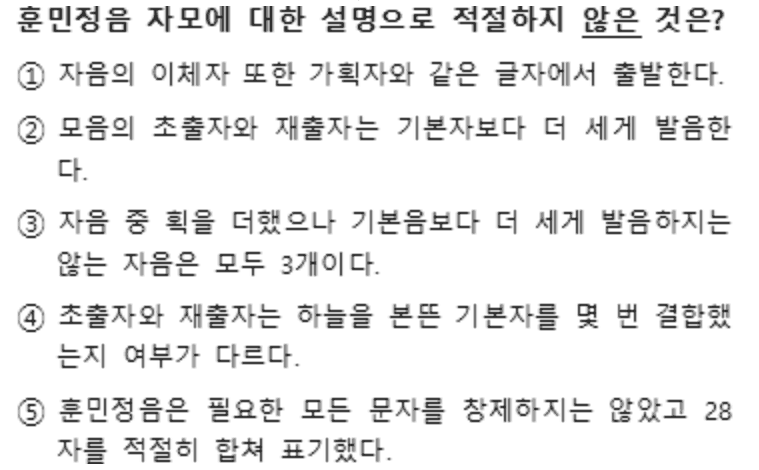 훈민정음 자모에 대한 설명으로 적절하지 않은 것은?
① 자음의 이체자 또한 가획자와 같은 글자에서 출발한다.
② 모음의 초출자와 재출자는 기본자보다 더 세게 발음한
다.
③ 자음 중 획을 더했으나 기본음보다 더 세게 발음하지는
않는 자음은 모두 3개이다.
④ 초출자와 재출자는 하늘을 본뜬 기본자를 몇 번 결합했
는지 여부가 다르다.
⑤ 훈민정음은 필요한 모든 문자를 창제하지는 않았고 28
자를 적절히 합쳐 표기했다.